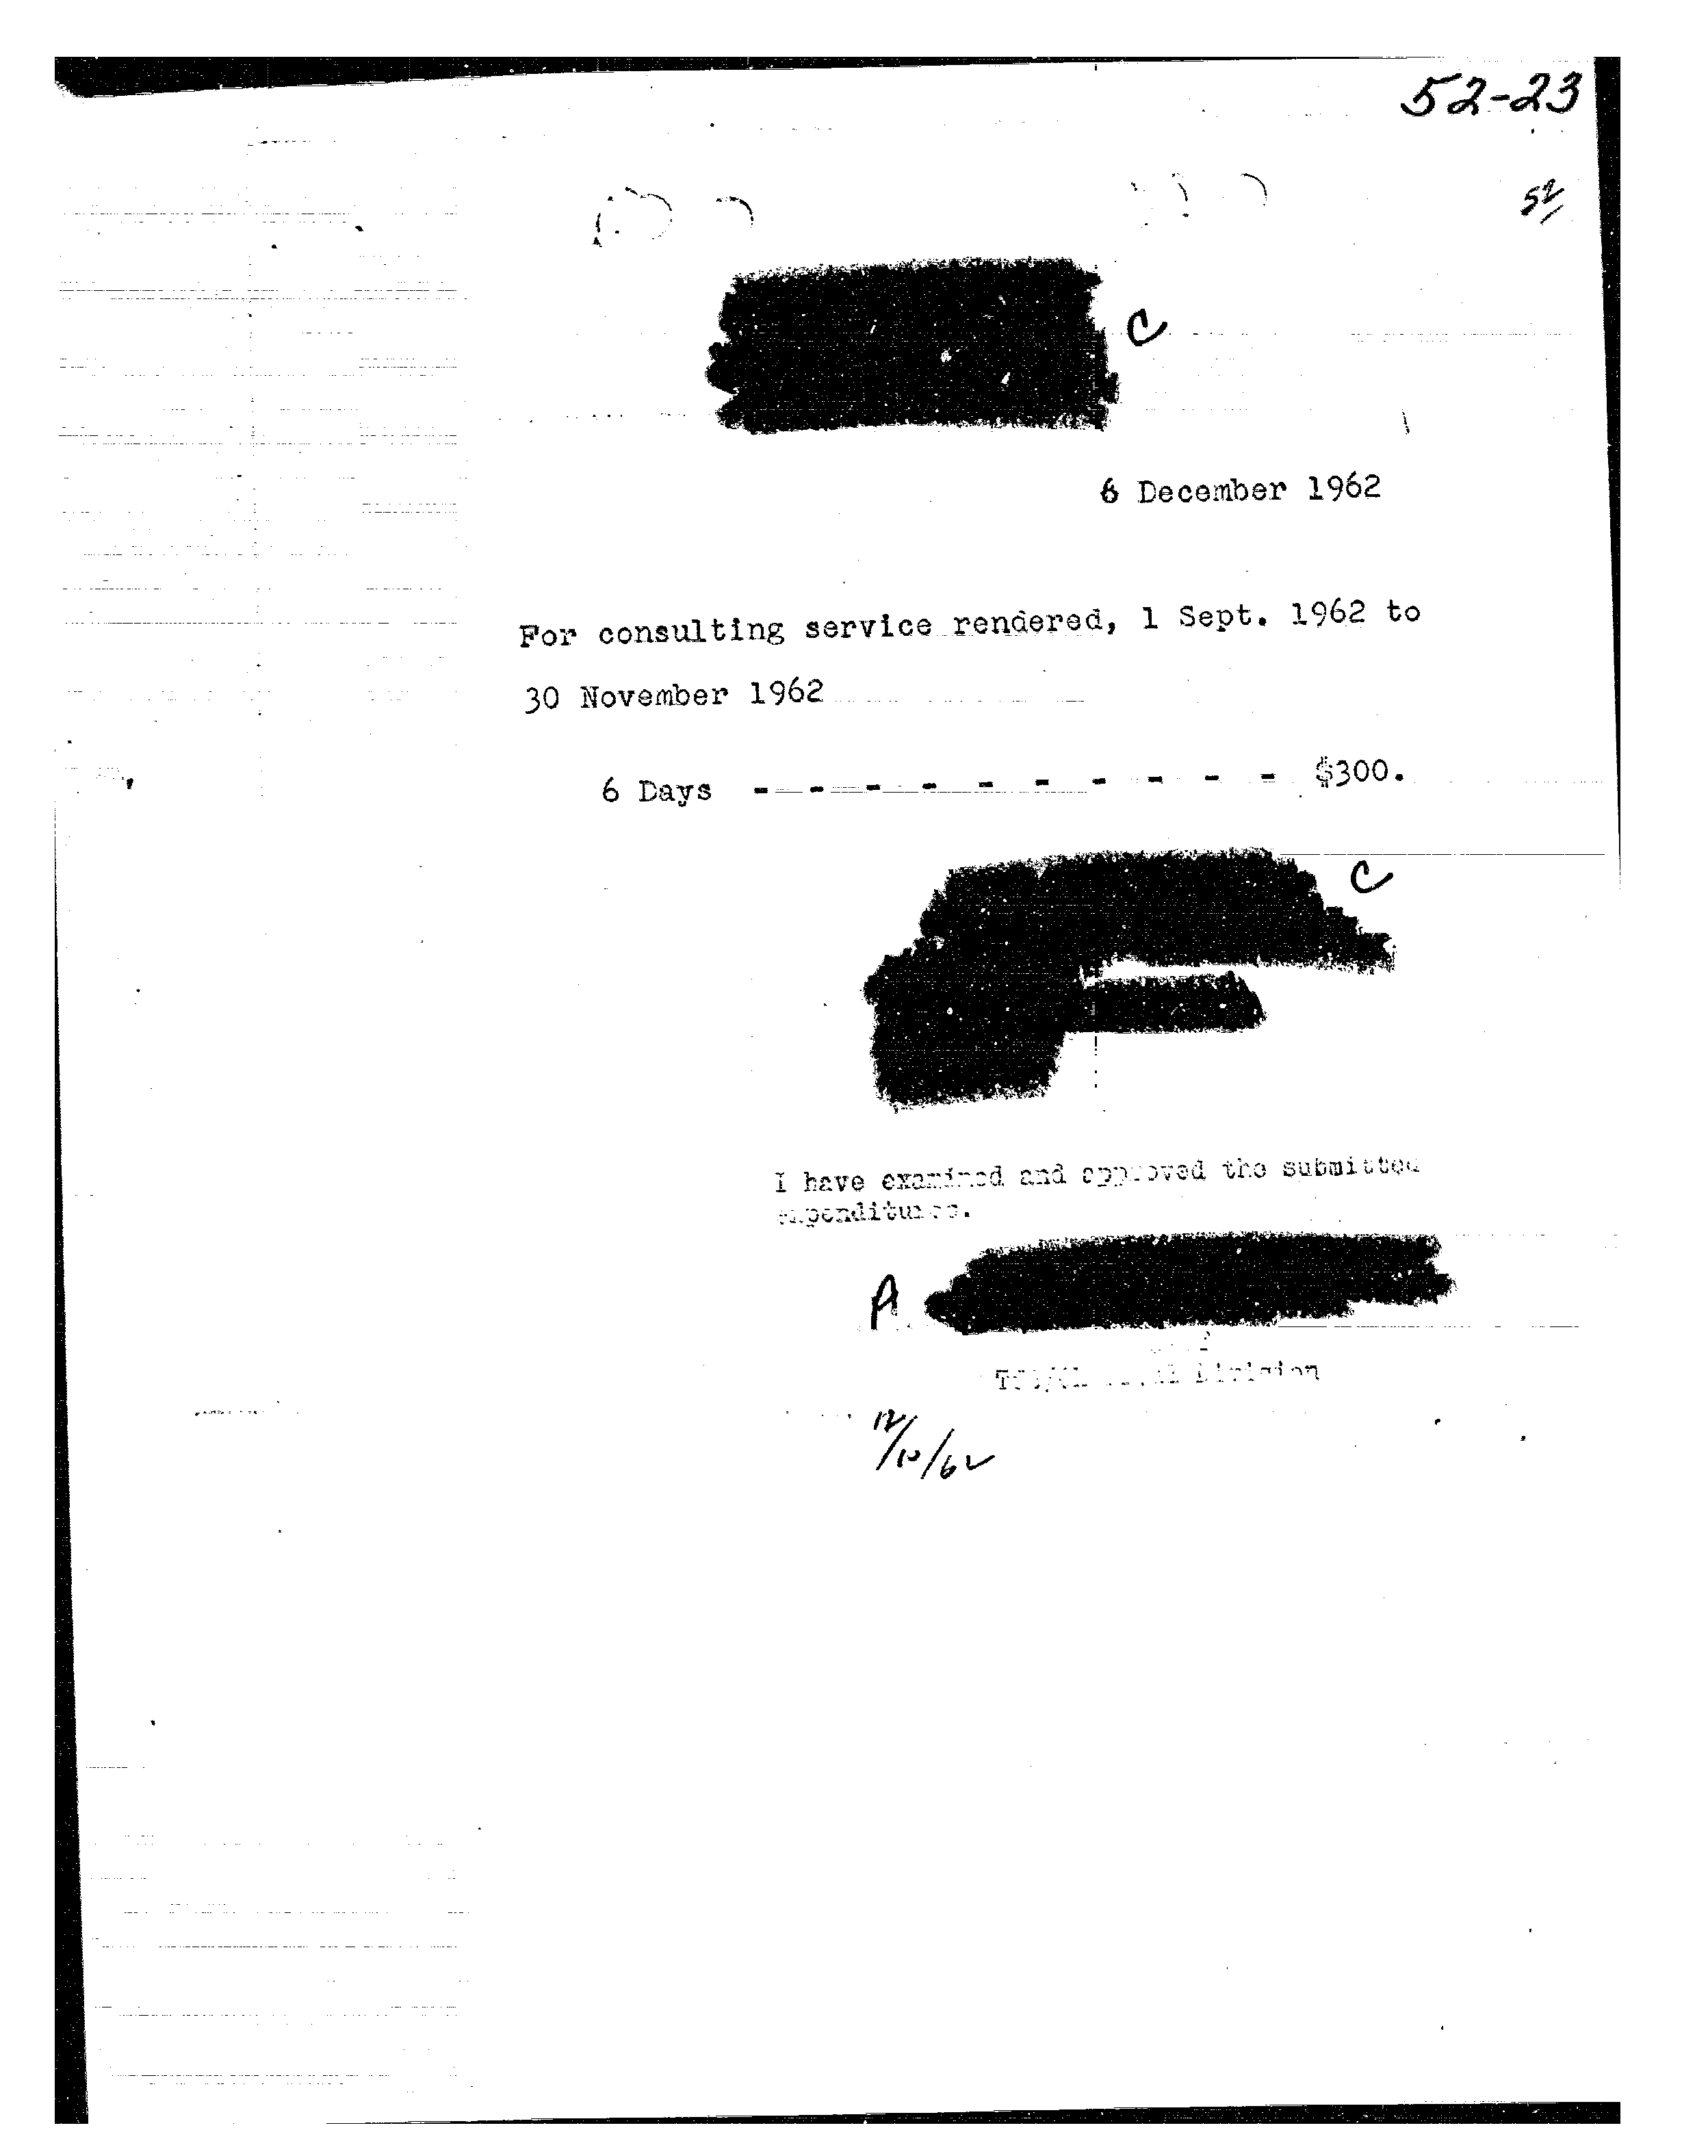 52-23
52
C
6 December 1962
For consulting service rendered, 1 Sept. 1962 to
30 November 1962
6 Days - - - - - - - - - - $300.
C
I have examined and approved the submitted
expenditures.
A
Division
12/10/62